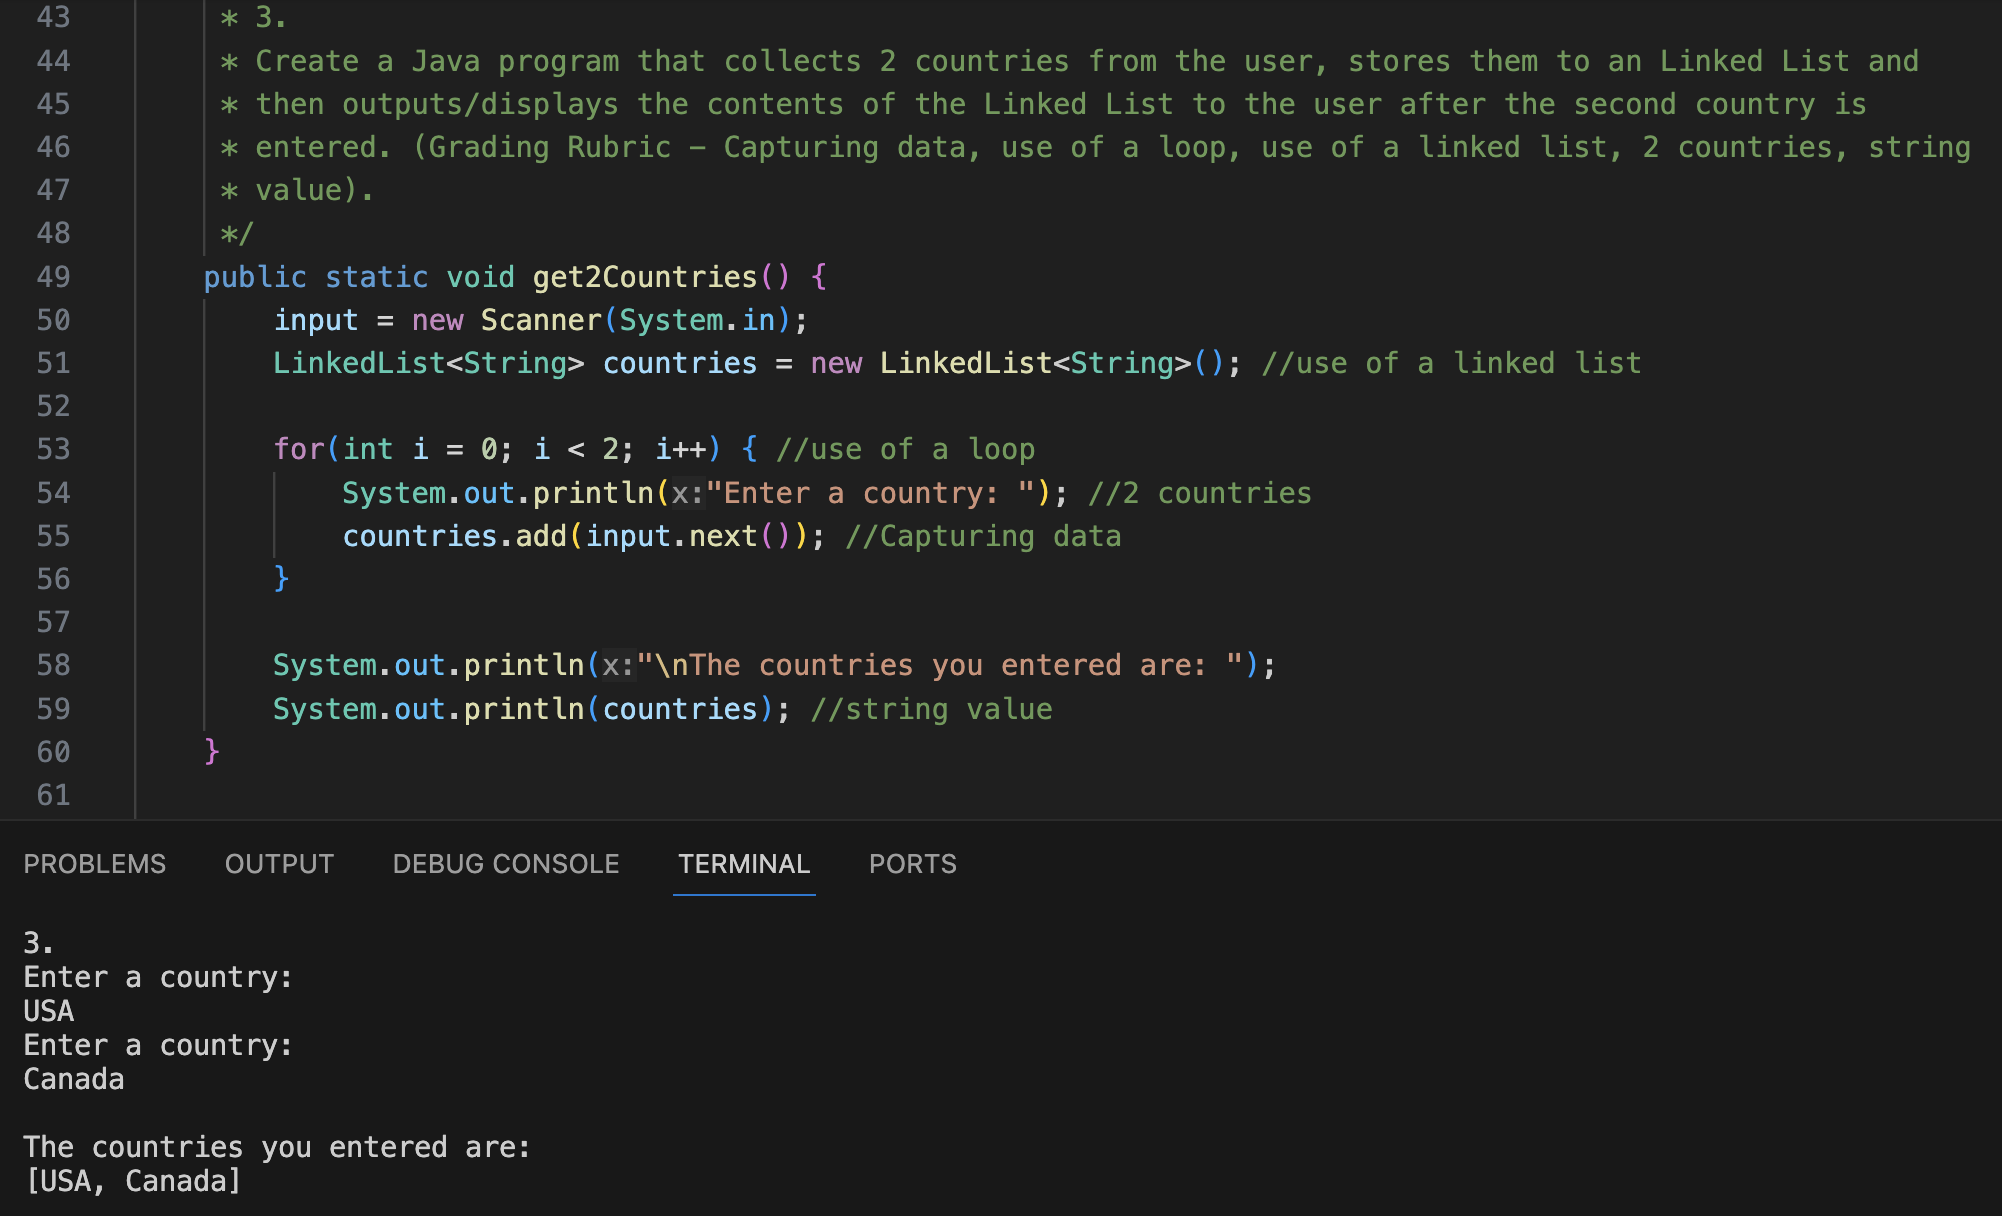 43 * 3.
44 * Create a Java program that collects 2 countries from the user, stores them to an Linked List and
45 * then outputs/displays the contents of the Linked List to the user after the second country is
46 * entered. (Grading Rubric – Capturing data, use of a loop, use of a linked list, 2 countries, string
47 * value).
48 */
49 public static void get2Countries() {
50 input = new Scanner(System.in);
51 LinkedList<String> countries = new LinkedList<String>(); //use of a linked list
52
53 for(int i = 0; i < 2; i++) { //use of a loop
54 System.out.println(x:"Enter a country: "); //2 countries
55 countries.add(input.next()); //Capturing data
56 }
57
58 System.out.println(x:"\nThe countries you entered are: ");
59 System.out.println(countries); //string value
60 }
61
PROBLEMS OUTPUT DEBUG CONSOLE TERMINAL PORTS
3.
Enter a country:
USA
Enter a country:
Canada
The countries you entered are:
[USA, Canada]